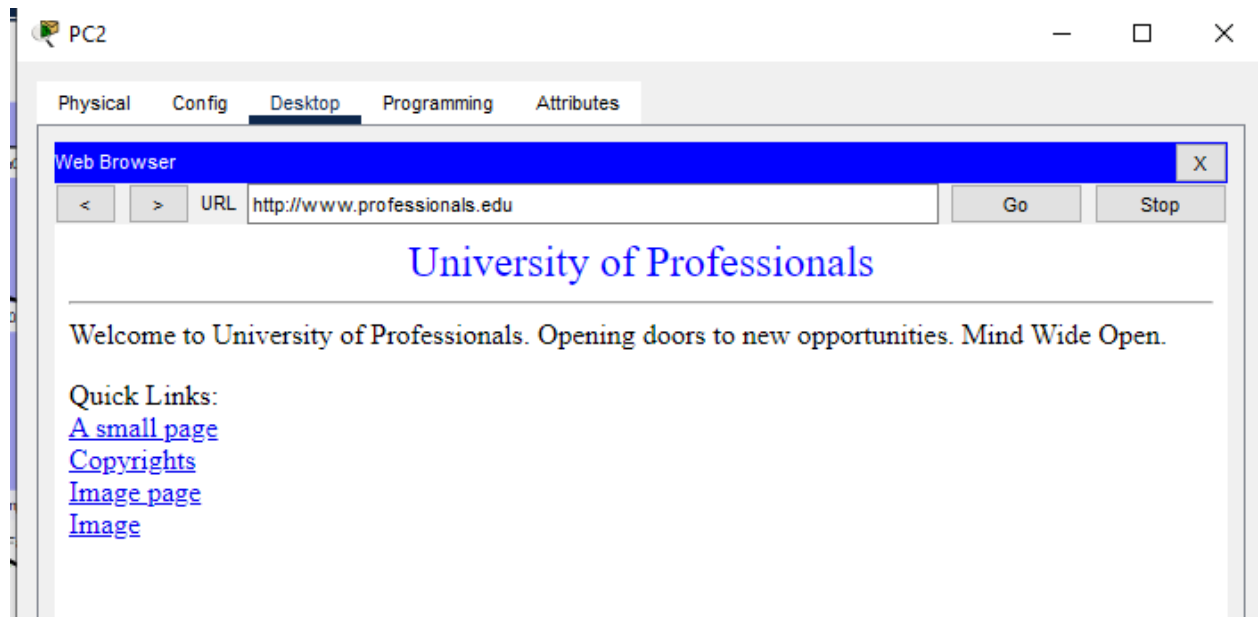 PC2
Physical Config Desktop Programming Attributes
Web Browser X
< > URL http://www.professionals.edu Go Stop
University of Professionals
Welcome to University of Professionals. Opening doors to new opportunities. Mind Wide Open.
Quick Links:
A small page
Copyrights
Image page
Image